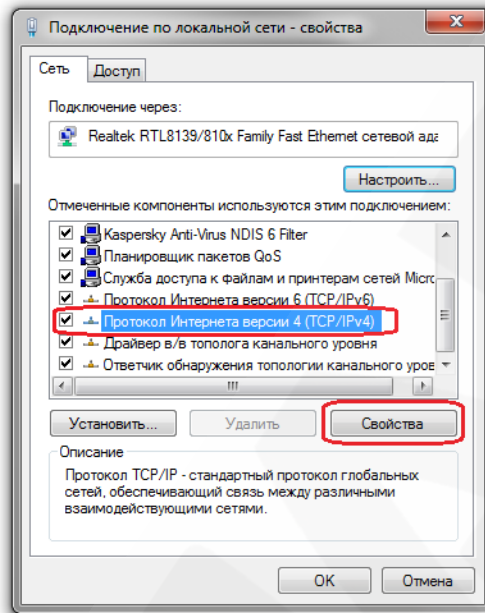 Подключение по локальной сети - свойства
Сеть
Доступ
Подключение через:
Realtek RTL8139/810x Family Fast Ethernet сетевой ада
Настроить...
Отмеченные компоненты используются этим подключением:
Kaspersky Anti-Virus NDIS 6 Filter
Планировщик пакетов QoS
Служба доступа к файлам и принтерам сетей Micro
Протокол Интернета версии 6 (TCP/IPv6)
Протокол Интернета версии 4 (TCP/IPv4)
Драйвер в/в тополога канального уровня
Ответчик обнаружения топологии канального уров
Установить...
Удалить
Свойства
Описание
Протокол TCP/IP - стандартный протокол глобальных
сетей, обеспечивающий связь между различными
взаимодействующими сетями.
OK
Отмена